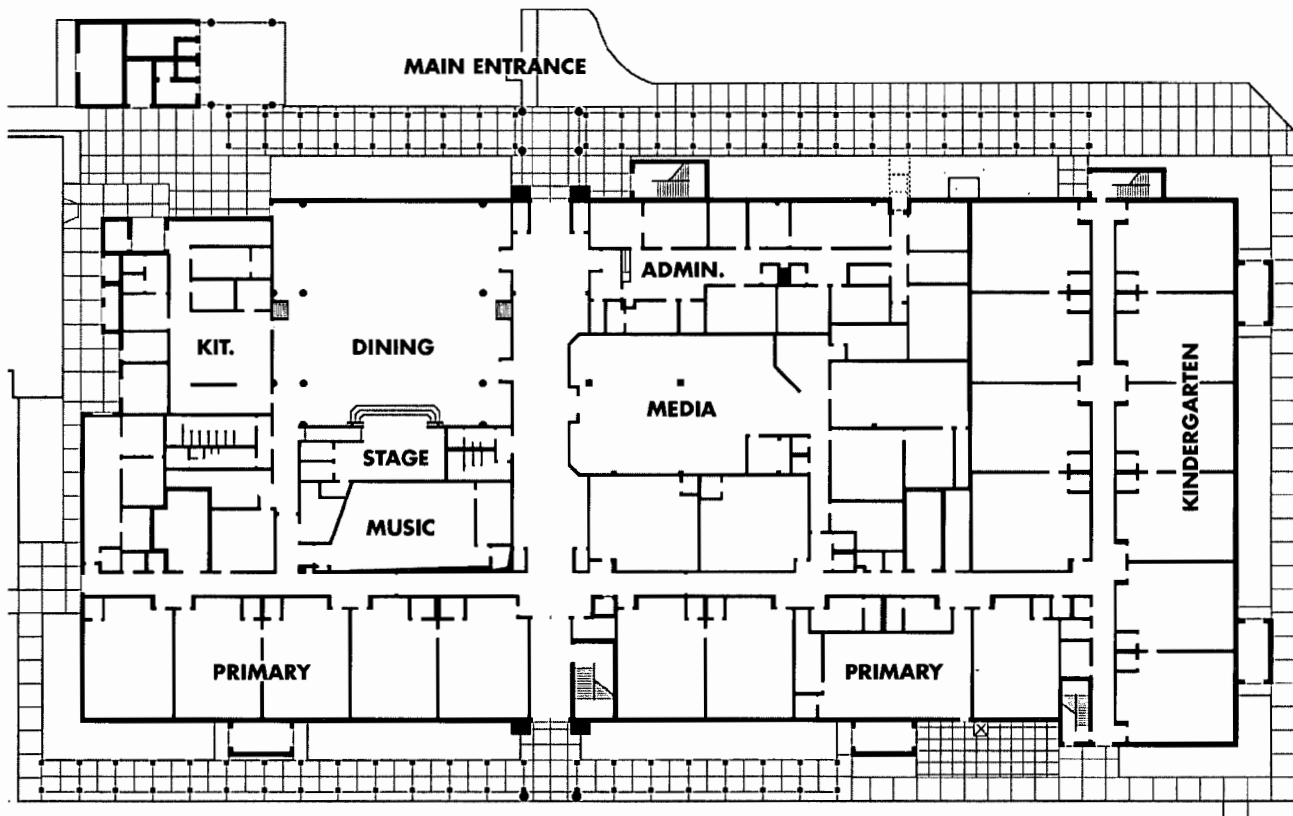 MAIN ENTRANCE
ADMIN.
KIT.
DINING
MEDIA
STAGE
KINDERGARTEN
MUSIC
PRIMARY
PRIMARY